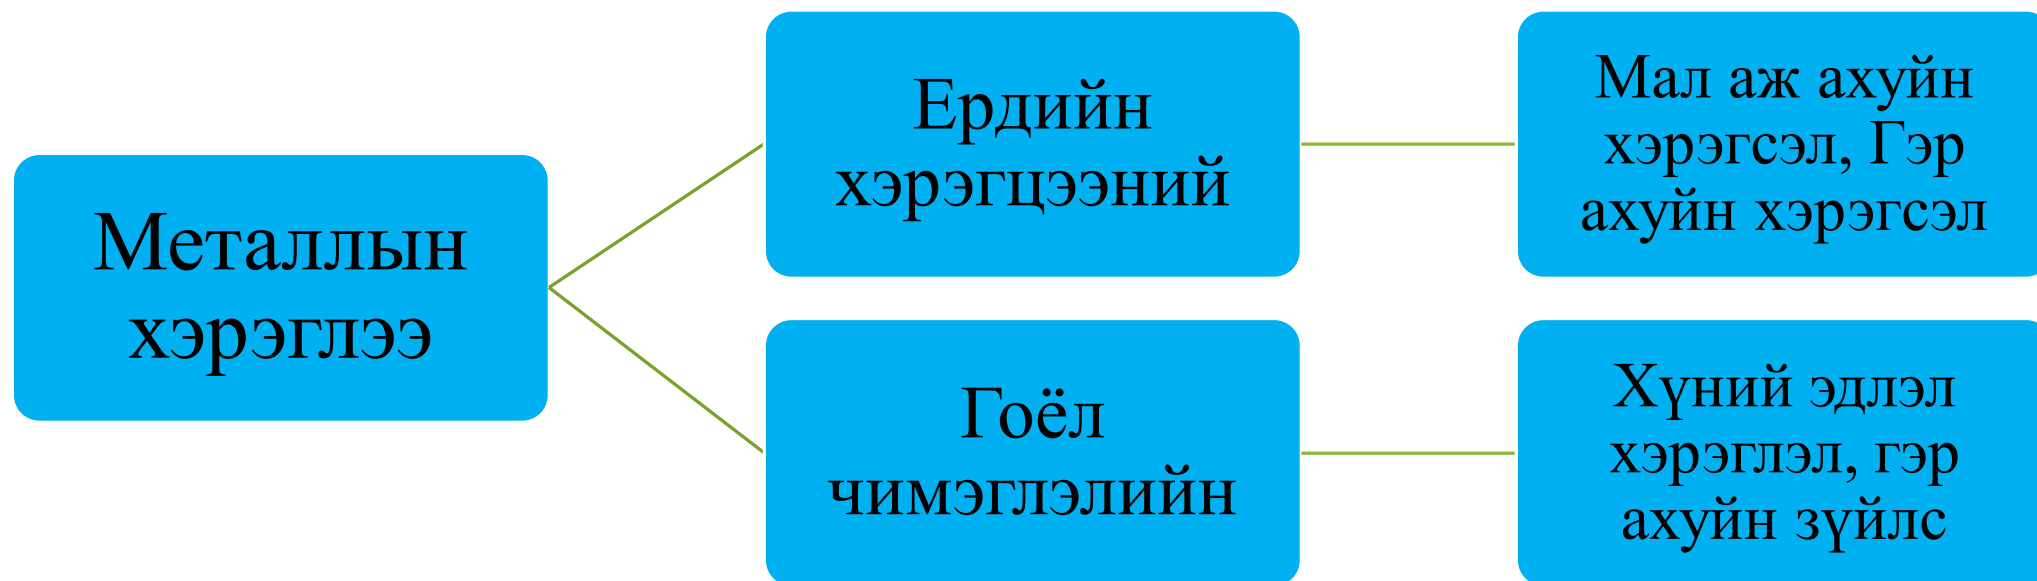 Металлын
хэрэглээ
Ердийн
хэрэгцээний
Мал аж ахуйн
хэрэгсэл, Гэр
ахуйн хэрэгсэл
Гоёл
чимэглэлийн
Хүний эдлэл
хэрэглэл, гэр
ахуйн зүйлс